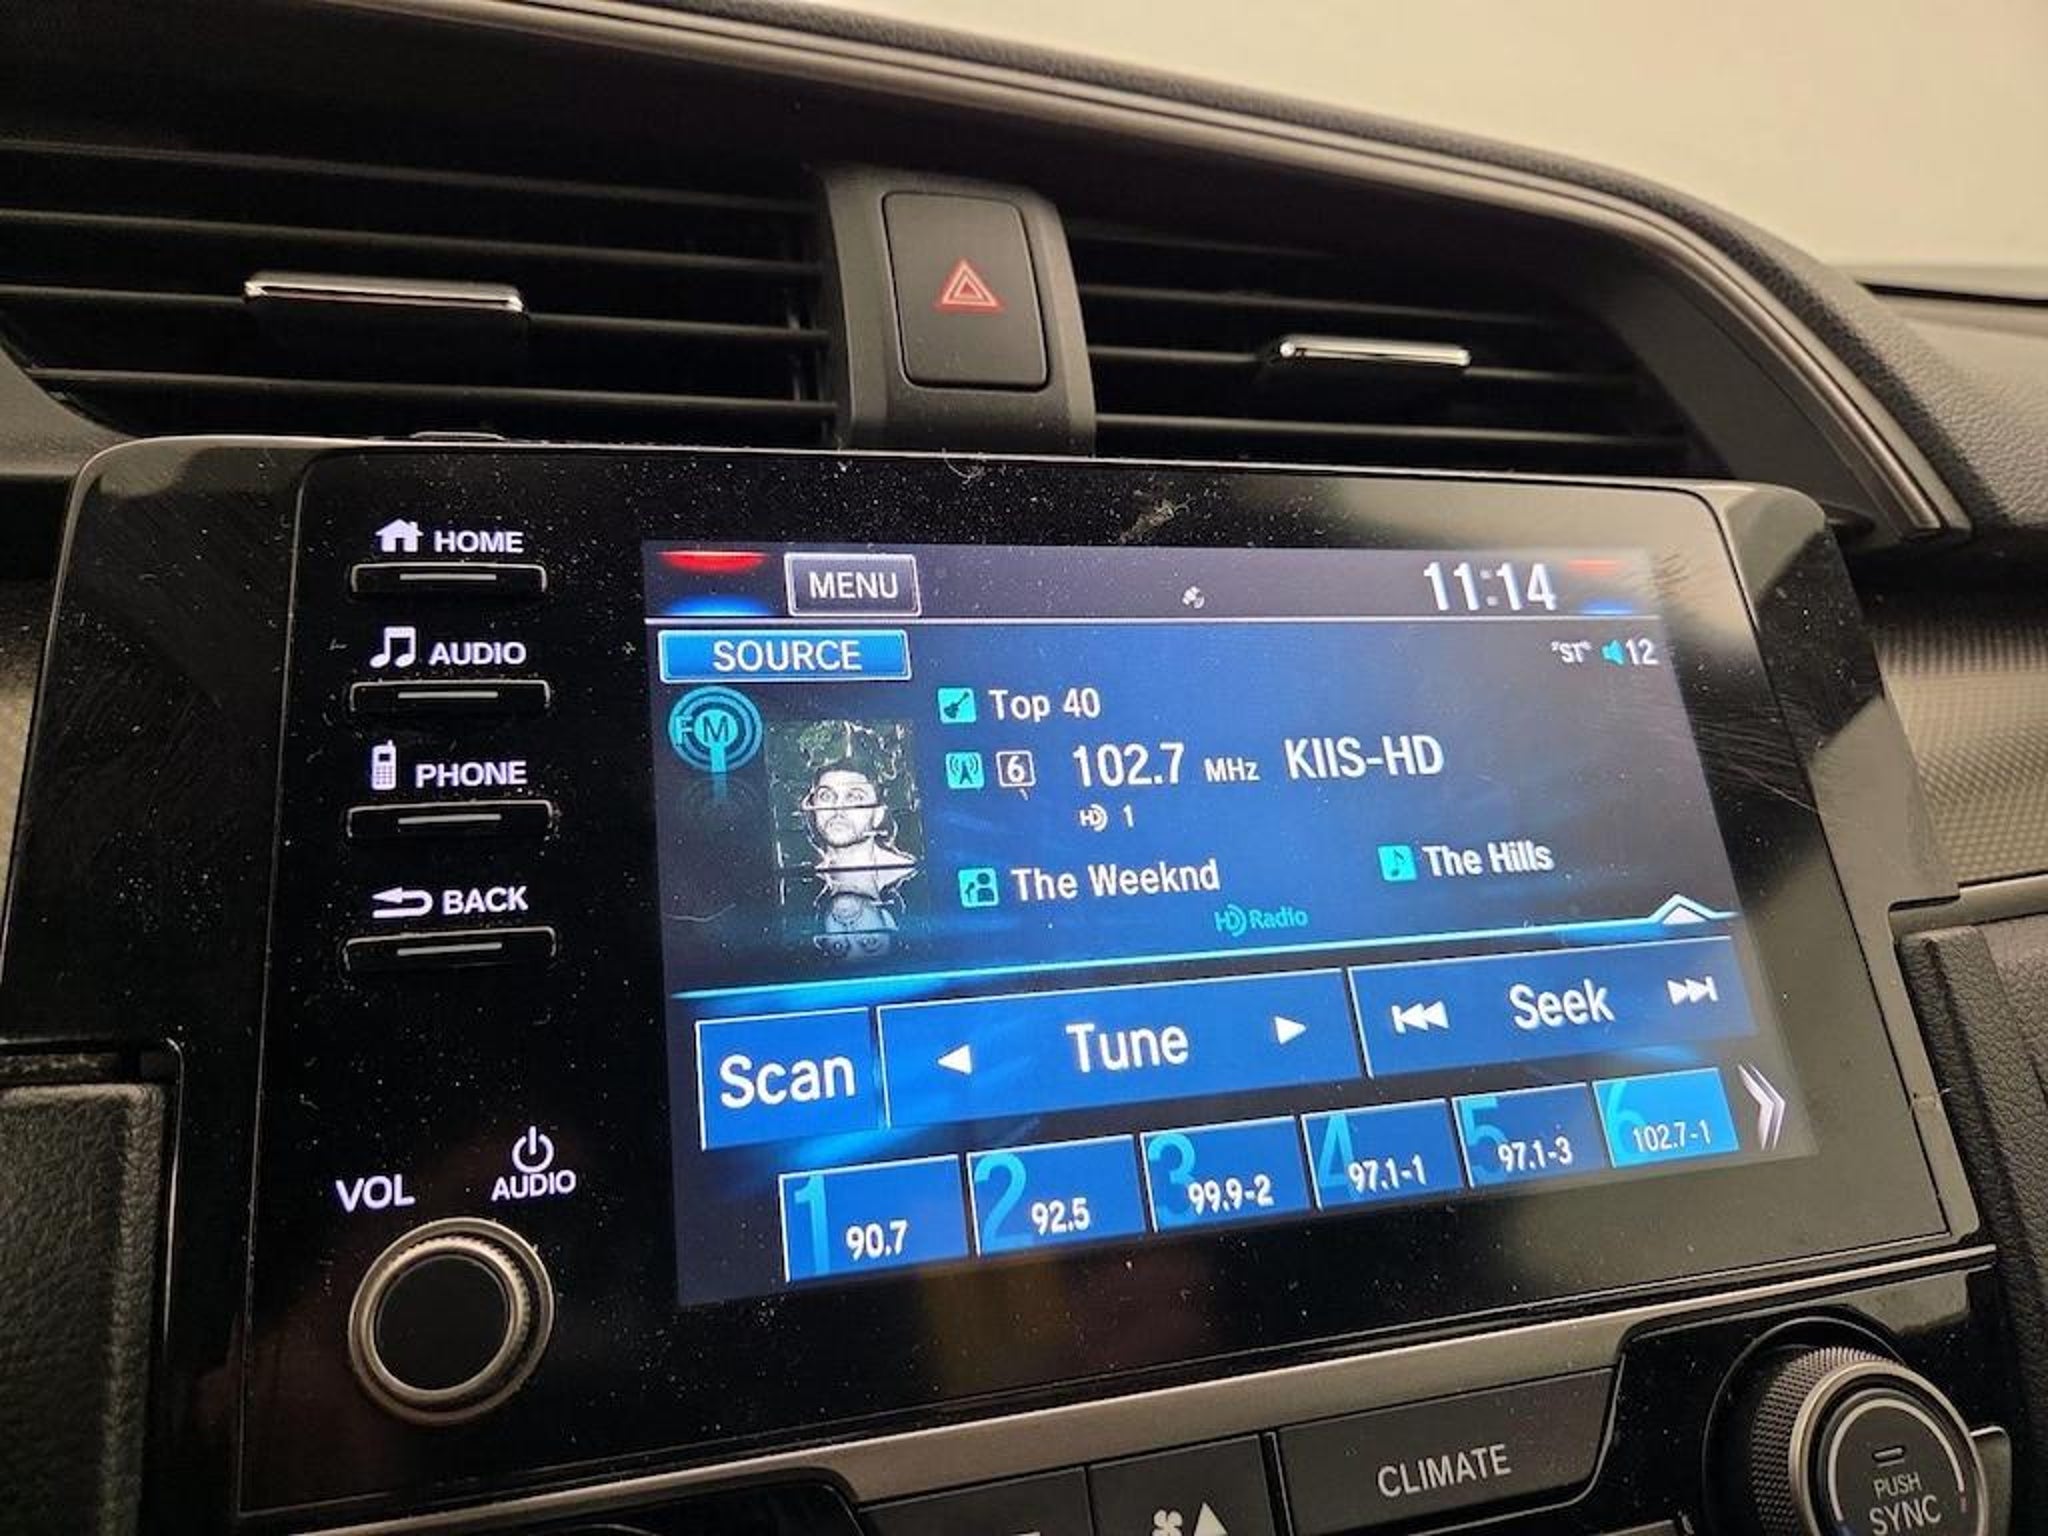 HOME
AUDIO
PHONE
BACK
VOL
AUDIO
MENU
11:14
SOURCE
"ST" 12
FM
Top 40
6 102.7 MHz KIIS-HD
HD 1
The Weeknd
The Hills
HD Radio
Scan
Tune
Seek
1 90.7
2 92.5
3 99.9-2
4 97.1-1
5 97.1-3
6 102.7-1
CLIMATE
PUSH
SYNC